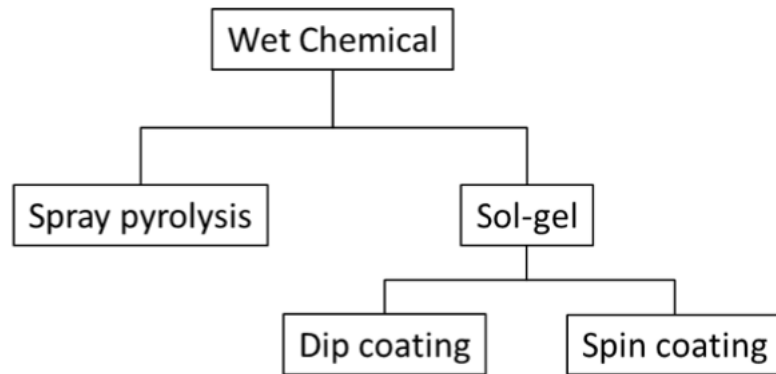 Wet Chemical
Spray pyrolysis
Sol-gel
Dip coating
Spin coating